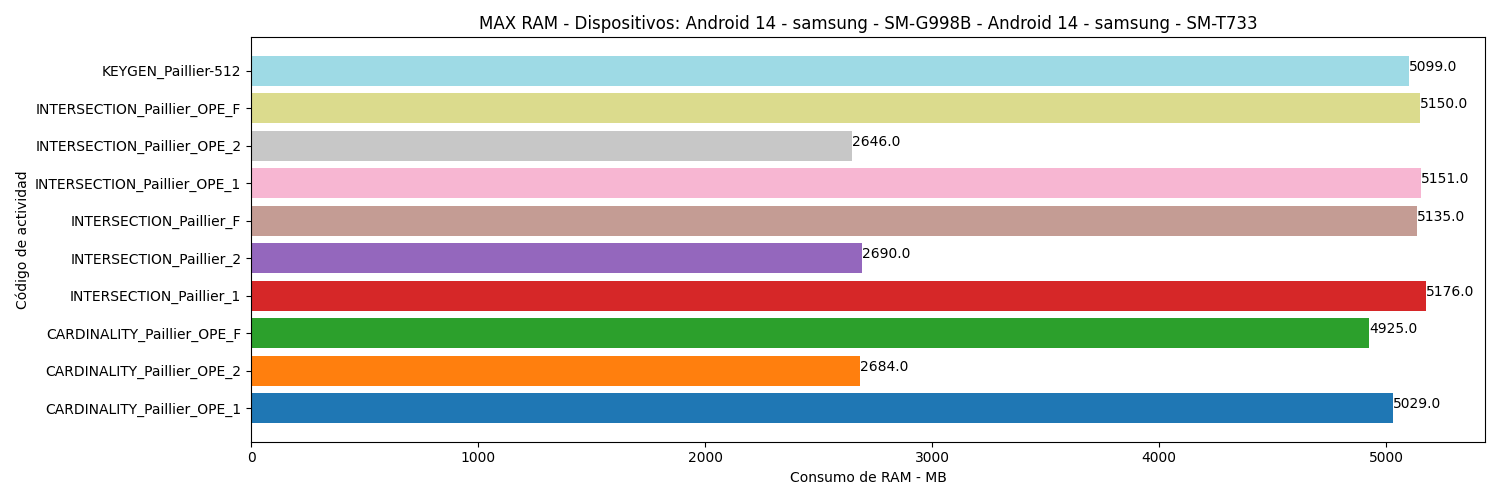 MAX RAM - Dispositivos: Android 14 - samsung - SM-G998B - Android 14 - samsung - SM-T733
Código de actividad
KEYGEN_Paillier-512 5099.0
INTERSECTION_Paillier_OPE_F 5150.0
INTERSECTION_Paillier_OPE_2 2646.0
INTERSECTION_Paillier_OPE_1 5151.0
INTERSECTION_Paillier_F 5135.0
INTERSECTION_Paillier_2 2690.0
INTERSECTION_Paillier_1 5176.0
CARDINALITY_Paillier_OPE_F 4925.0
CARDINALITY_Paillier_OPE_2 2684.0
CARDINALITY_Paillier_OPE_1 5029.0
0 1000 2000 3000 4000 5000
Consumo de RAM - MB